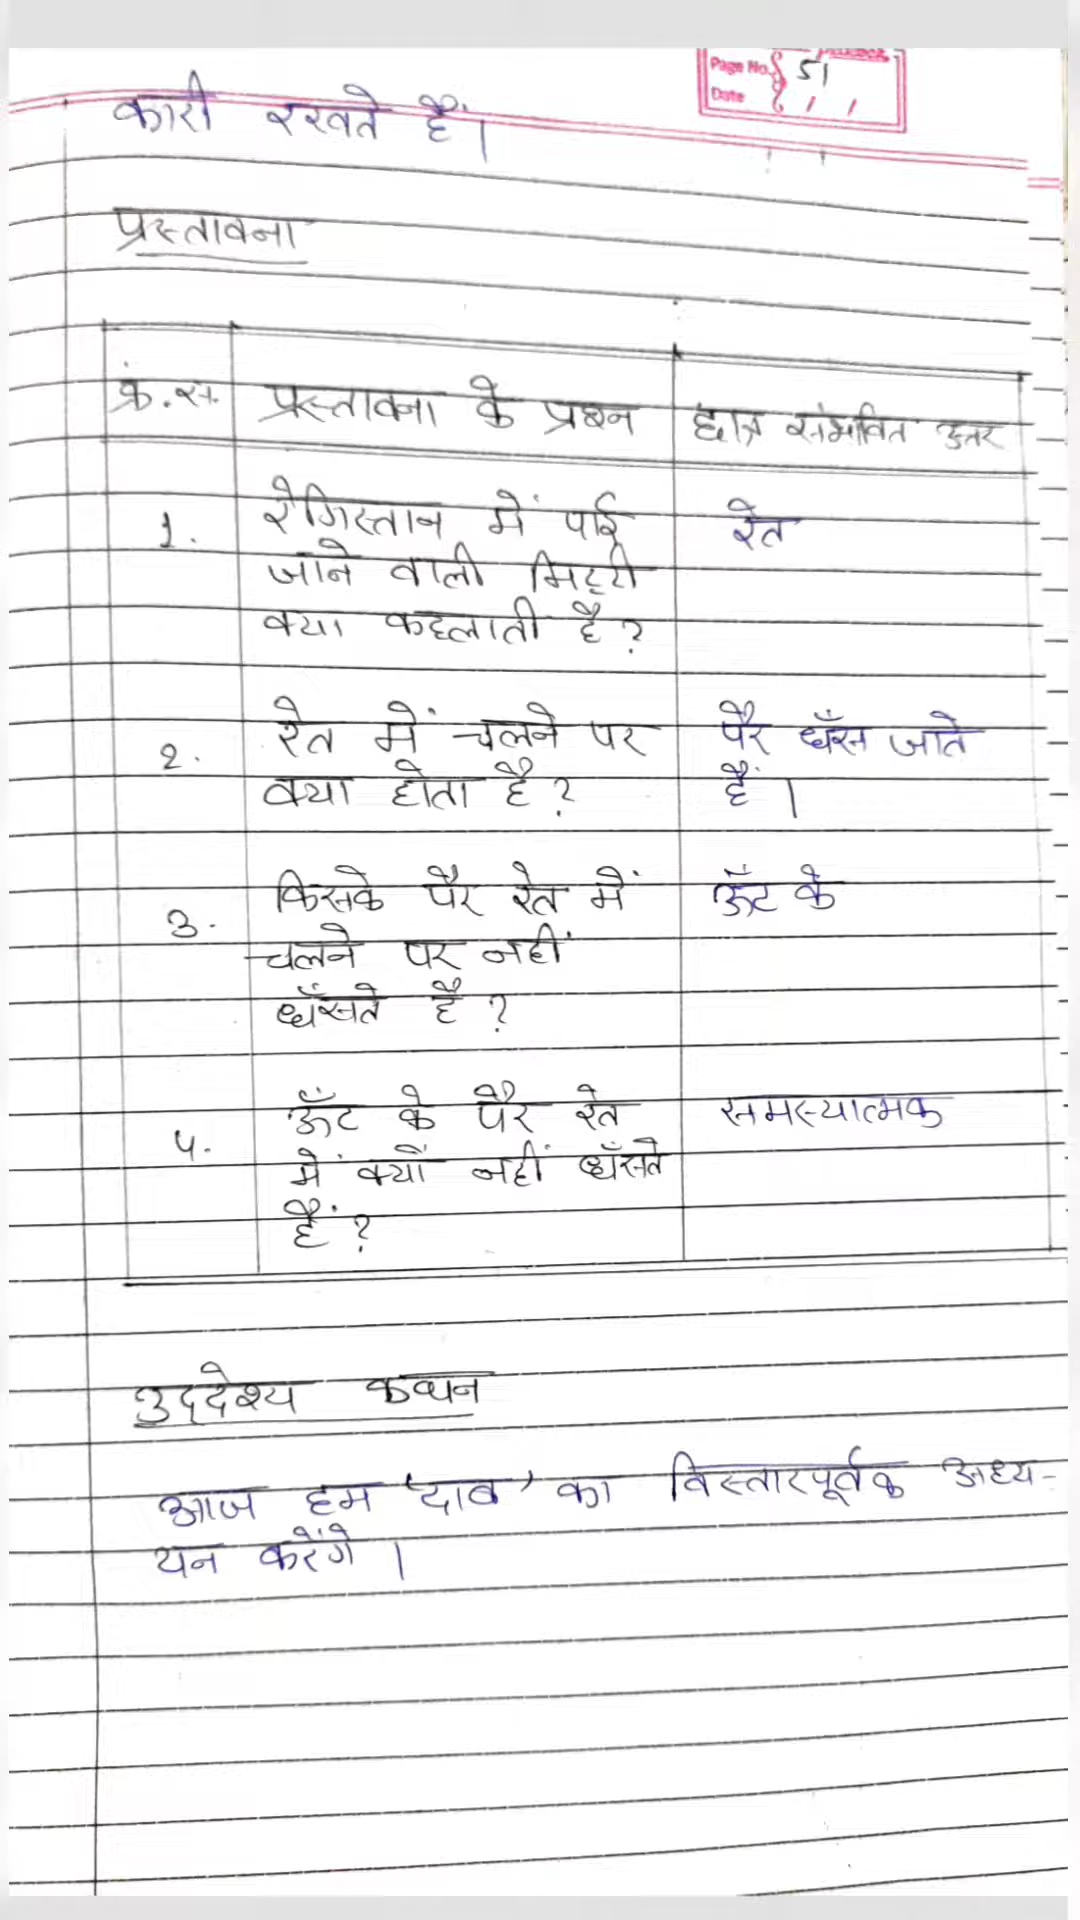 Page No. 51
Date / /
कारी रखते हैं।
प्रस्तावना
क्रं.सं. प्रस्तावना के प्रश्न छात्र संभावित उत्तर
1. रेगिस्तान में पाई रेत
जाने वाली मिट्टी
क्या कहलाती है?
2. रेत में चलने पर पैर धँस जाते
क्या होता है? हैं।
3. किसके पैर रेत में ऊँट के
चलने पर नहीं
धँसते है?
4. ऊँट के पैर रेत समस्यात्मक
में क्यों नहीं धँसते
हैं?
उद्देश्य कथन
आज हम 'दाब' का विस्तारपूर्वक अध्य-
यन करेंगे।